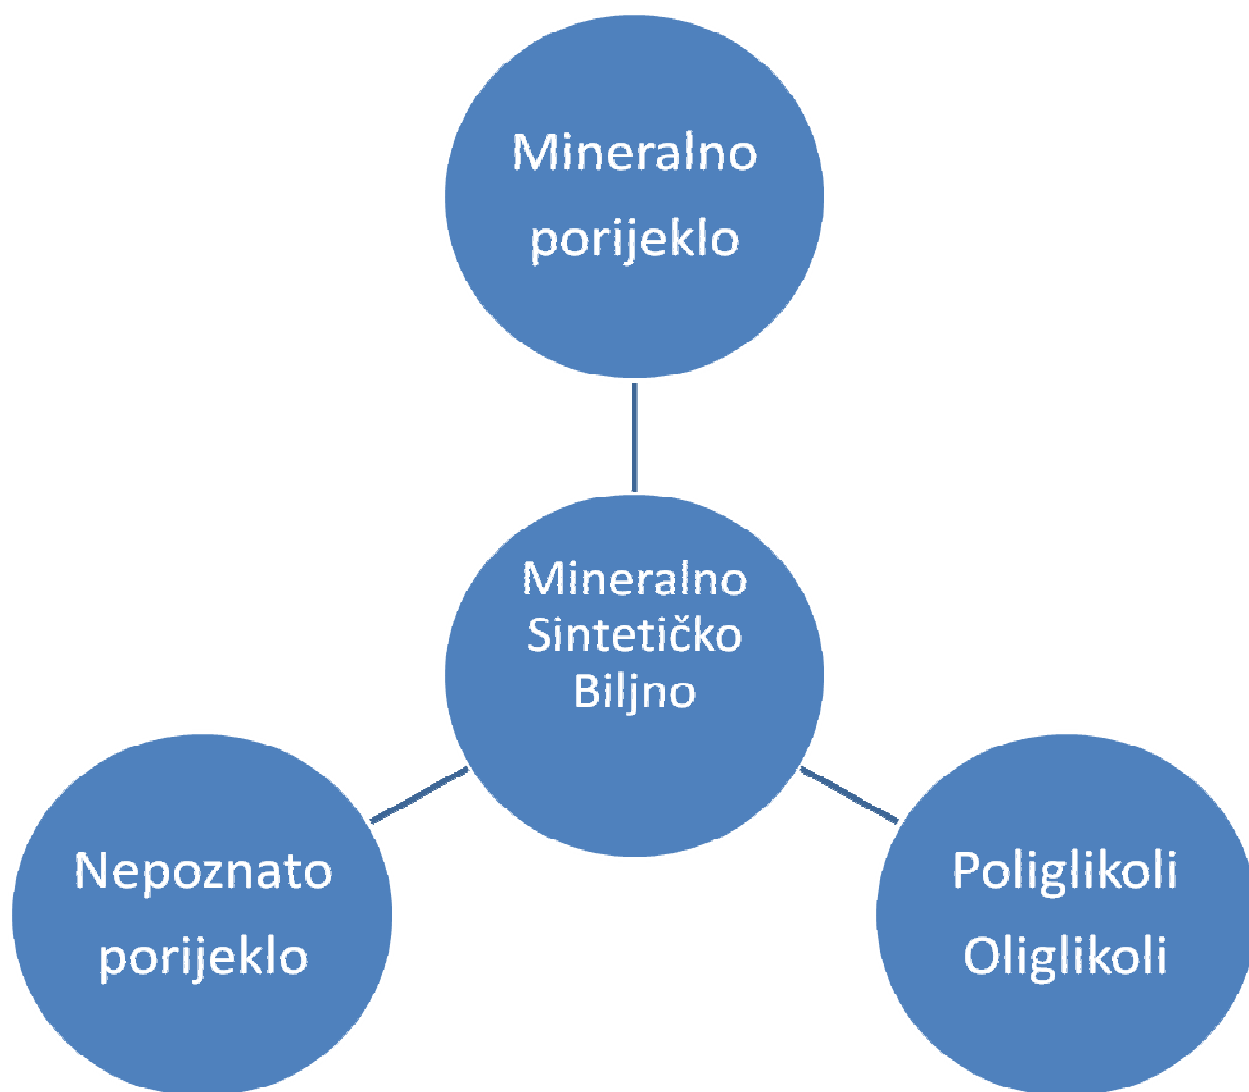 Mineralno
porijeklo
Mineralno
Sintetičko
Biljno
Nepoznato
porijeklo
Poliglikoli
Oliglikoli